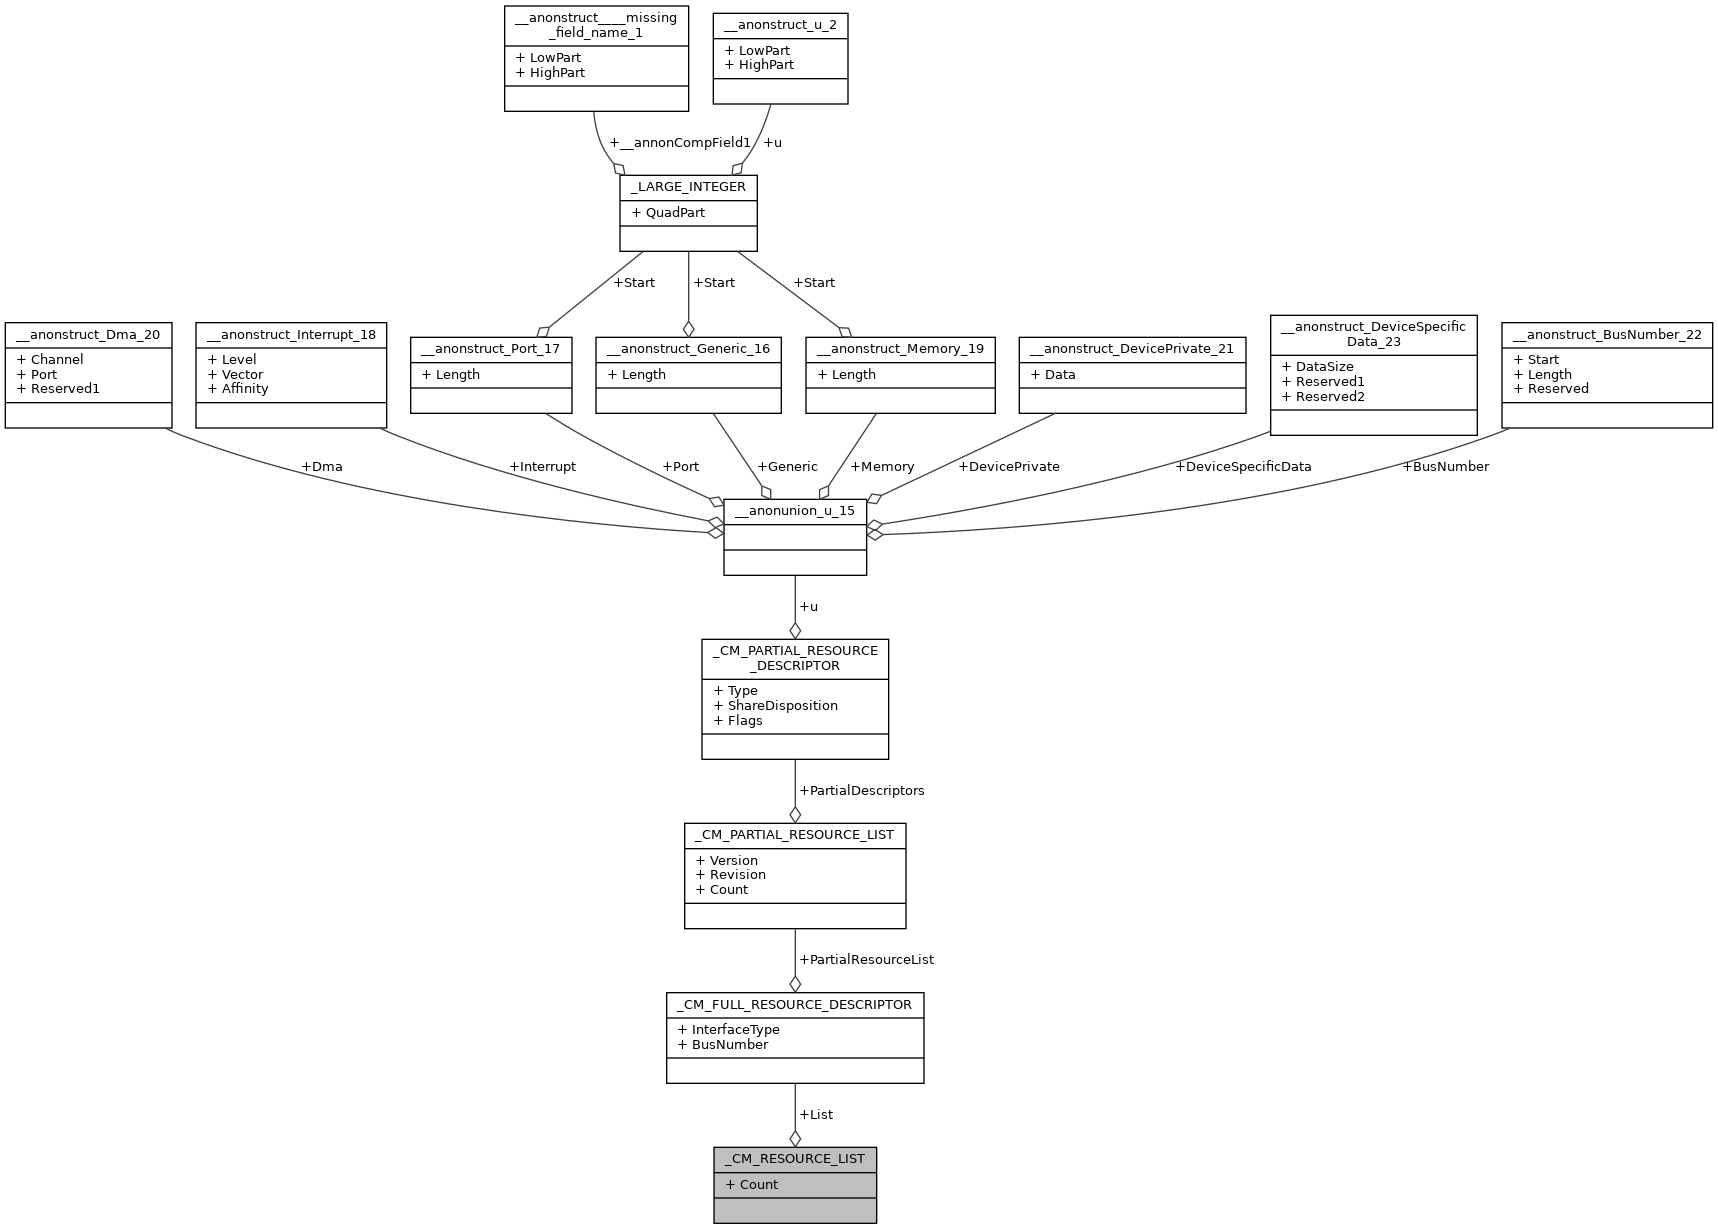 __anonstruct____missing
_field_name_1
+ LowPart
+ HighPart
__anonstruct_u_2
+ LowPart
+ HighPart
+__annonCompField1
+u
_LARGE_INTEGER
+ QuadPart
+Start
+Start
+Start
__anonstruct_Dma_20
+ Channel
+ Port
+ Reserved1
__anonstruct_Interrupt_18
+ Level
+ Vector
+ Affinity
__anonstruct_Port_17
+ Length
__anonstruct_Generic_16
+ Length
__anonstruct_Memory_19
+ Length
__anonstruct_DevicePrivate_21
+ Data
__anonstruct_DeviceSpecific
Data_23
+ DataSize
+ Reserved1
+ Reserved2
__anonstruct_BusNumber_22
+ Start
+ Length
+ Reserved
+Dma
+Interrupt
+Port
+Generic
+Memory
+DevicePrivate
+DeviceSpecificData
+BusNumber
__anonunion_u_15
+u
_CM_PARTIAL_RESOURCE
_DESCRIPTOR
+ Type
+ ShareDisposition
+ Flags
+PartialDescriptors
_CM_PARTIAL_RESOURCE_LIST
+ Version
+ Revision
+ Count
+PartialResourceList
_CM_FULL_RESOURCE_DESCRIPTOR
+ InterfaceType
+ BusNumber
+List
_CM_RESOURCE_LIST
+ Count